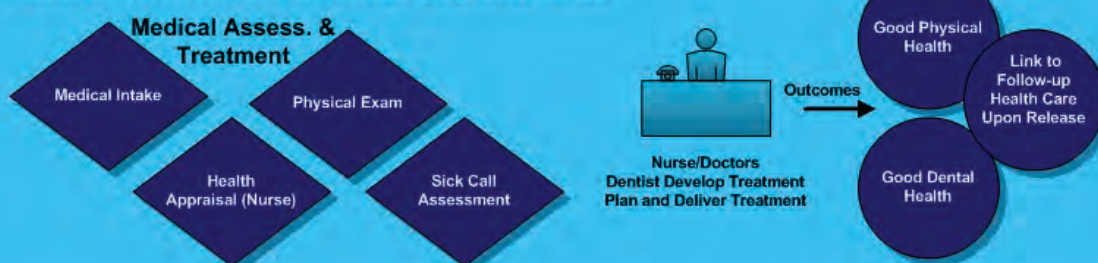 Medical Assess. &
Treatment
Medical Intake
Physical Exam
Health
Appraisal (Nurse)
Sick Call
Assessment
Nurse/Doctors
Dentist Develop Treatment
Plan and Deliver Treatment
Outcomes
Good Physical
Health
Link to
Follow-up
Health Care
Upon Release
Good Dental
Health